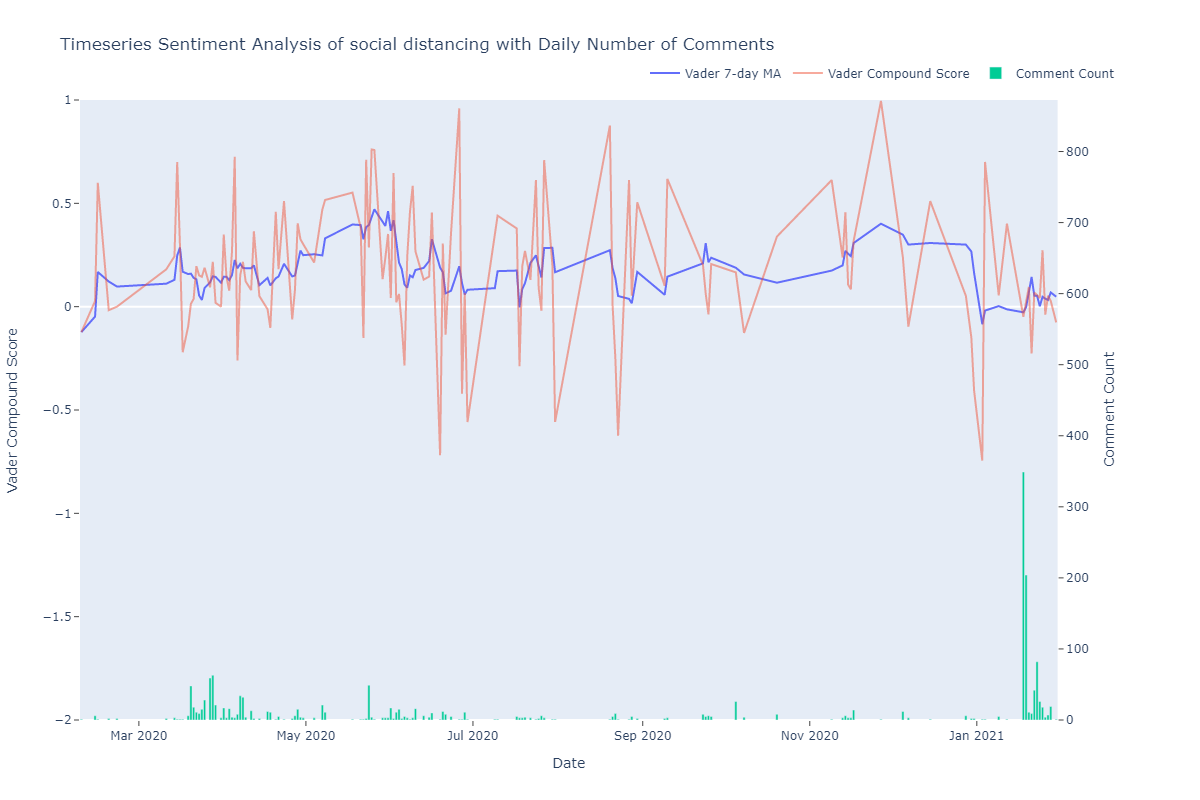 Timeseries Sentiment Analysis of social distancing with Daily Number of Comments
Vader 7-day MA
Vader Compound Score
Comment Count
1
0.5
0
−0.5
−1
−1.5
−2
Vader Compound Score
800
700
600
500
400
300
200
100
0
Comment Count
Mar 2020
May 2020
Jul 2020
Sep 2020
Nov 2020
Jan 2021
Date